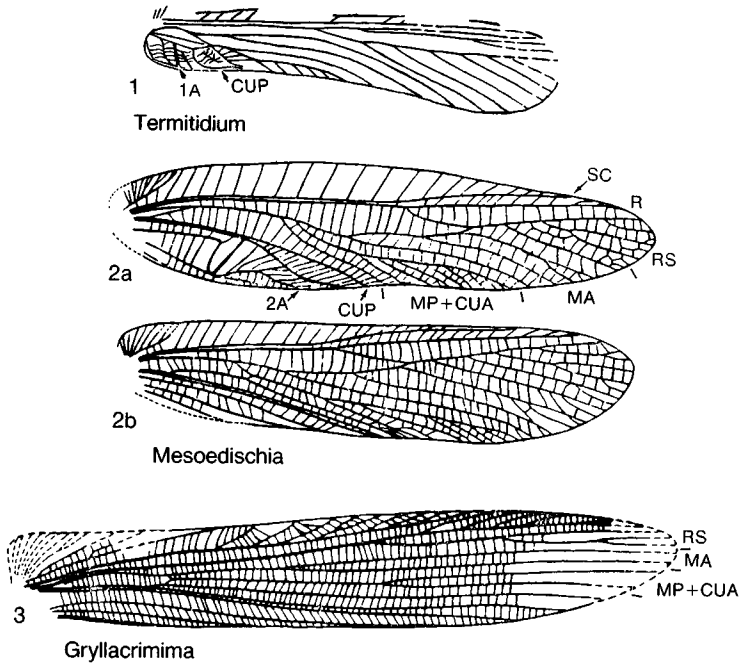 1
1A
CUP
Termitidium
SC
R
RS
2a
2A
CUP
MP+CUA
MA
2b
Mesoedischia
RS
MA
MP+CUA
3
Gryllacrimima